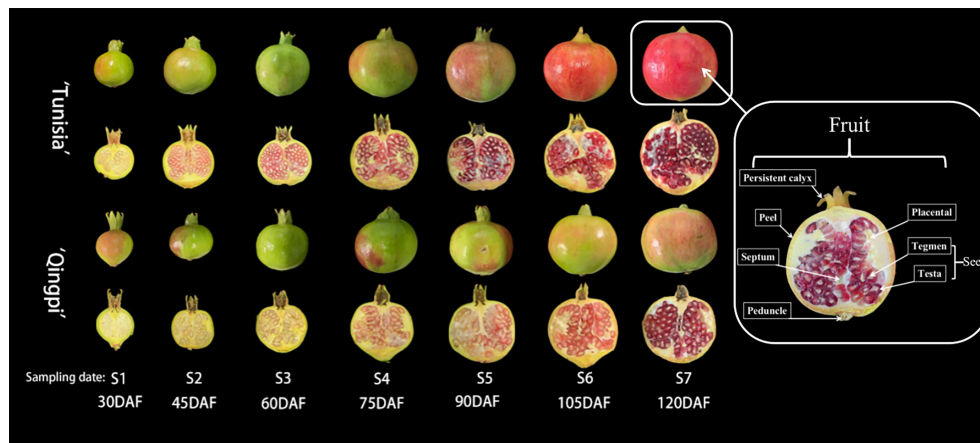 'Tunisia'
'Qingpi'
Sampling date: S1 S2 S3 S4 S5 S6 S7
30DAF 45DAF 60DAF 75DAF 90DAF 105DAF 120DAF
Fruit
Persistent calyx
Peel
Placental
Septum
Tegmen
Testa
Peduncle